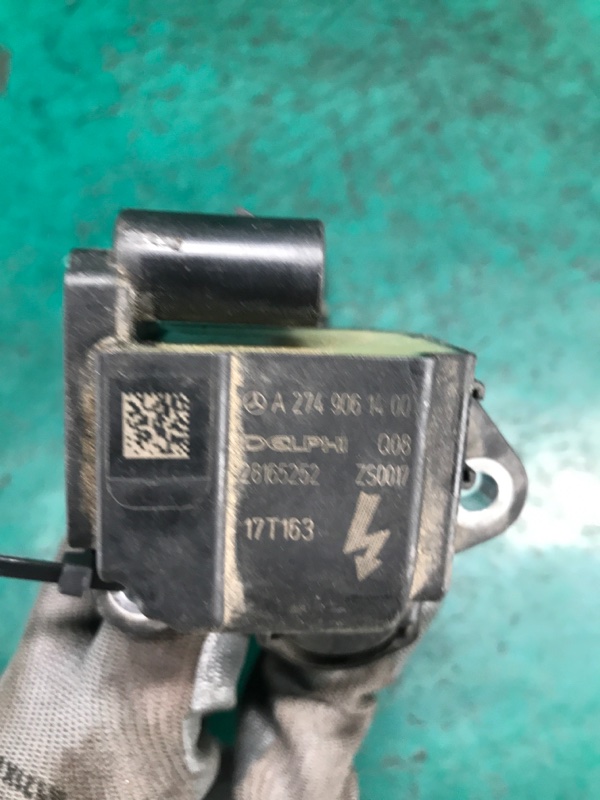 A 274 906 14 00
DELPHI Q08
28165252 ZS0017
17T163